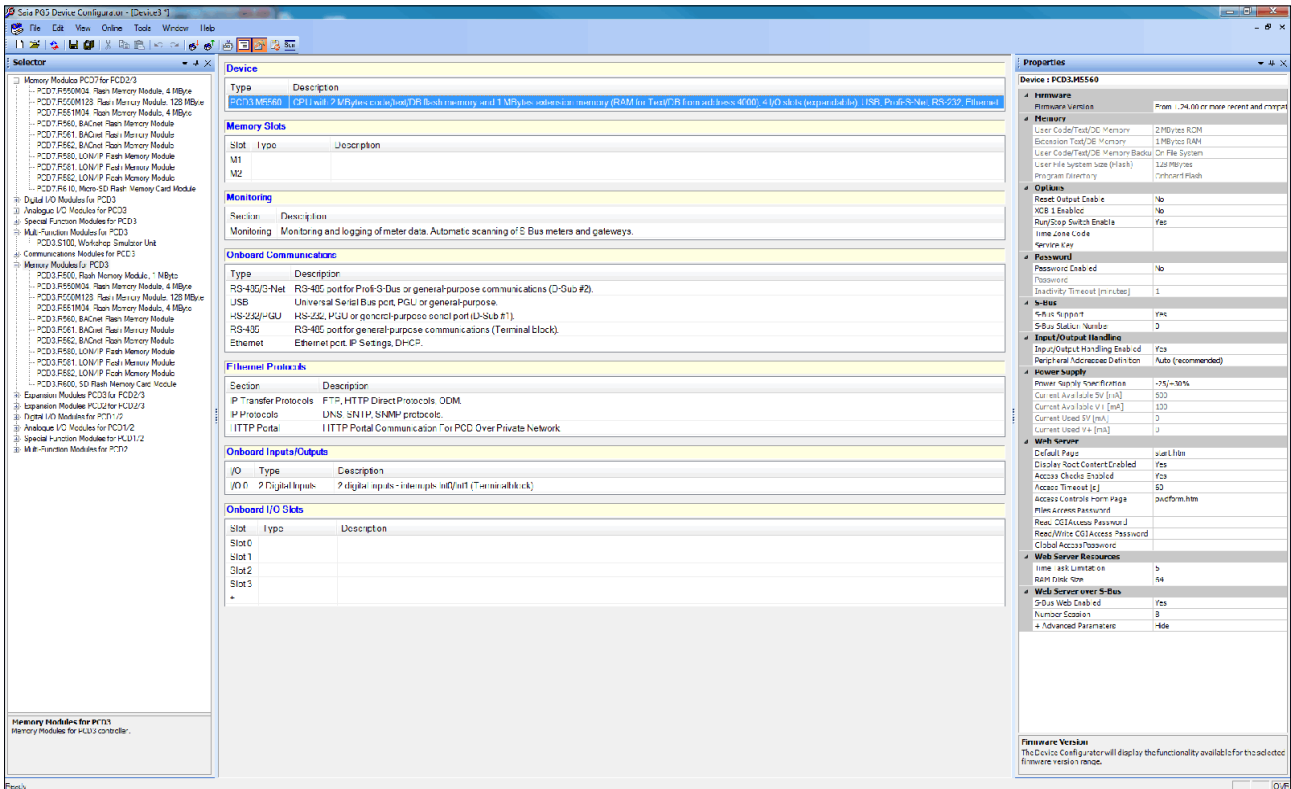 Saia PG5 Device Configurator - [Device3 *]
File Edit View Online Tools Window Help
Selector
Memory Modules PCD7 for PCD2/3
PCD7.R550M04, Flash Memory Module, 4 MByte
PCD7.R550M128, Flash Memory Module, 128 MByte
PCD7.R551M04, Flash Memory Module, 4 MByte
PCD7.R560, BACnet Flash Memory Module
PCD7.R561, BACnet Flash Memory Module
PCD7.R562, BACnet Flash Memory Module
PCD7.R580, LON/IP Flash Memory Module
PCD7.R581, LON/IP Flash Memory Module
PCD7.R582, LON/IP Flash Memory Module
PCD7.R610, Micro-SD Flash Memory Card Module
Digital I/O Modules for PCD3
Analogue I/O Modules for PCD3
Special Function Modules for PCD3
Multi-Function Modules for PCD3
PCD3.S100, Workshop Simulator Unit
Communications Modules for PCD3
Memory Modules for PCD3
PCD3.R500, Flash Memory Module, 1 MByte
PCD3.R550M04, Flash Memory Module, 4 MByte
PCD3.R550M128, Flash Memory Module, 128 MByte
PCD3.R551M04, Flash Memory Module, 4 MByte
PCD3.R560, BACnet Flash Memory Module
PCD3.R561, BACnet Flash Memory Module
PCD3.R562, BACnet Flash Memory Module
PCD3.R580, LON/IP Flash Memory Module
PCD3.R581, LON/IP Flash Memory Module
PCD3.R582, LON/IP Flash Memory Module
PCD3.R600, SD Flash Memory Card Module
Expansion Modules PCD3 for PCD2/3
Expansion Modules PCD2 for PCD2/3
Digital I/O Modules for PCD1/2
Analogue I/O Modules for PCD1/2
Special Function Modules for PCD1/2
Multi-Function Modules for PCD2
Memory Modules for PCD3
Memory Modules for PCD3 controller.
Device
Type Description
PCD3.M5560 CPU with 2 MBytes code/text/DB flash memory and 1 MBytes extension memory (RAM for Text/DB from address 4000), 4 I/O slots (expandable), USB, Profi-S-Net, RS-232, Ethernet
Memory Slots
Slot Type Description
M1
M2
Monitoring
Section Description
Monitoring Monitoring and logging of meter data. Automatic scanning of S-Bus meters and gateways.
Onboard Communications
Type Description
RS-485/S-Net RS-485 port for Profi-S-Bus or general-purpose communications (D-Sub #2).
USB Universal Serial Bus port, PGU or general-purpose.
RS-232/PGU RS-232, PGU or general-purpose serial port (D-Sub #1).
RS-485 RS-485 port for general-purpose communications (Terminal block).
Ethernet Ethernet port. IP Settings, DHCP.
Ethernet Protocols
Section Description
IP Transfer Protocols FTP, HTTP Direct Protocols, ODM.
IP Protocols DNS, SNTP, SNMP protocols.
HTTP Portal HTTP Portal Communication For PCD Over Private Network
Onboard Inputs/Outputs
I/O Type Description
I/O 0 2 Digital Inputs 2 digital inputs - interrupts Int0/Int1 (Terminalblock)
Onboard I/O Slots
Slot Type Description
Slot 0
Slot 1
Slot 2
Slot 3
+
Properties
Device : PCD3.M5560
Firmware
Firmware Version From 1.24.00 or more recent and compat
Memory
User Code/Text/DB Memory 2 MBytes ROM
Extension Text/DB Memory 1 MBytes RAM
User Code/Text/DB Memory Backu On File System
User File System Size (Flash) 128 MBytes
Program Directory Onboard Flash
Options
Reset Output Enable No
XOB 1 Enabled No
Run/Stop Switch Enable Yes
Time Zone Code
Service Key
Password
Password Enabled No
Password
Inactivity Timeout [minutes] 1
S-Bus
S-Bus Support Yes
S-Bus Station Number 0
Input/Output Handling
Input/Output Handling Enabled Yes
Peripheral Addresses Definition Auto (recommended)
Power Supply
Power Supply Specification -25/+30%
Current Available 5V [mA] 600
Current Available V+ [mA] 100
Current Used 5V [mA] 0
Current Used V+ [mA] 0
Web Server
Default Page start.htm
Display Root Content Enabled Yes
Access Checks Enabled Yes
Access Timeout [s] 60
Access Controls Form Page pwdform.htm
Files Access Password
Read CGI Access Password
Read/Write CGI Access Password
Global Access Password
Web Server Resources
Time Task Limitation 5
RAM Disk Size 64
Web Server over S-Bus
S-Bus Web Enabled Yes
Number Session 8
+ Advanced Parameters Hide
Firmware Version
The Device Configurator will display the functionality available for the selected
firmware version range.
Ready
OVR